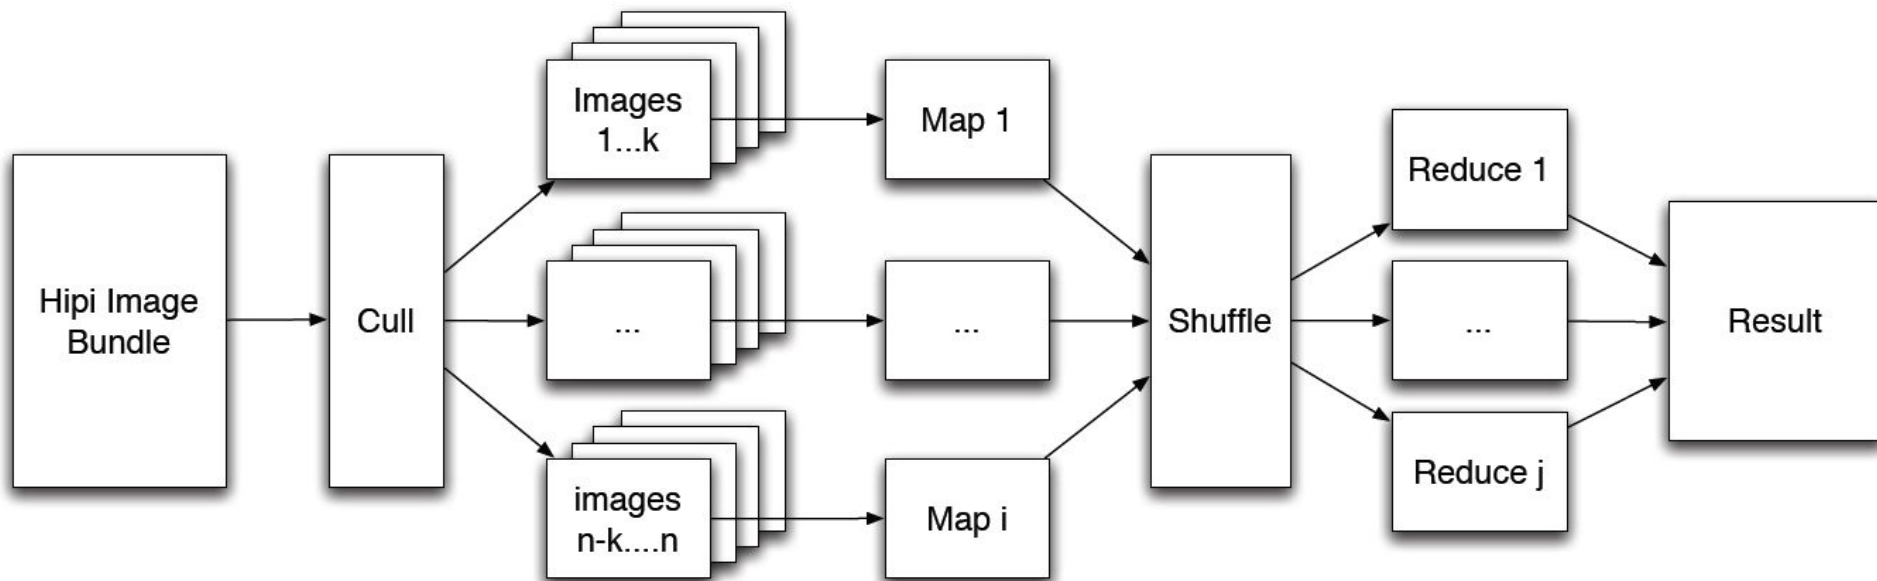 Hipi Image
Bundle
Cull
Images
1...k
...
images
n-k....n
Map 1
...
Map i
Shuffle
Reduce 1
...
Reduce j
Result